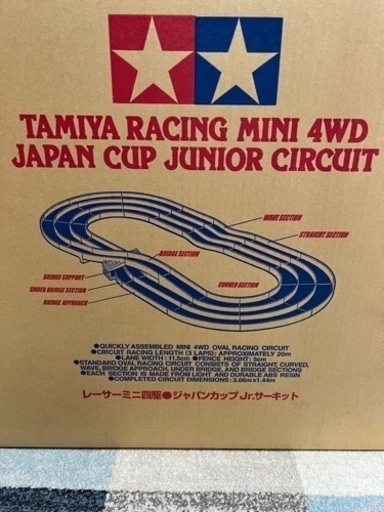 TAMIYA RACING MINI 4WD
JAPAN CUP JUNIOR CIRCUIT
WAVE SECTION
STRAIGHT SECTION
BRIDGE SECTION
BRIDGE SUPPORT
UNDER BRIDGE SECTION
CURVED SECTION
BRIDGE APPROACH
●QUICKLY ASSEMBLED MINI 4WD OVAL RACING CIRCUIT
●CIRCUIT RACING LENGTH (3 LAPS): APPROXIMATELY 20m
●LANE WIDTH : 11.5cm ●FENCE HEIGHT: 5cm
●STANDARD OVAL CIRCUIT CONSISTS OF STRAIGHT, CURVED,
WAVE, BRIDGE APPROACH, UNDER BRIDGE, AND BRIDGE SECTIONS
●EACH SECTION IS MADE FROM LIGHT AND DURABLE ABS RESIN
●COMPLETED CIRCUIT DIMENSIONS: 3.06m×1.44m
レーサーミニ四駆●ジャパンカップJr.サーキット